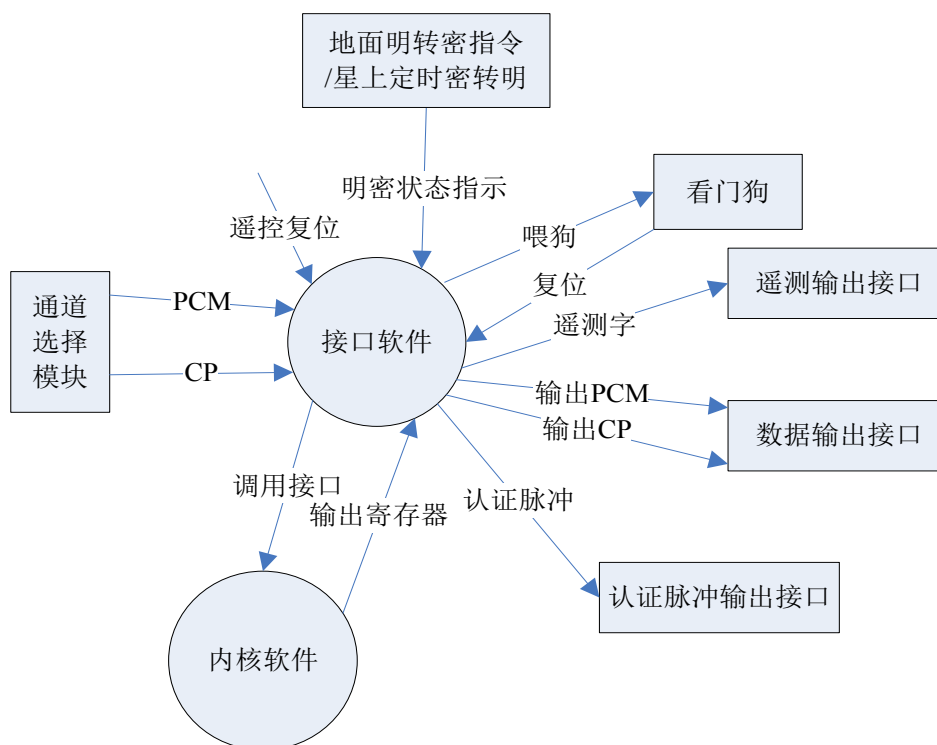 地面明转密指令
/星上定时密转明
明密状态指示
看门狗
遥控复位
喂狗
复位
通道
选择
模块
PCM
接口软件
遥测字
遥测输出接口
CP
输出PCM
输出CP
数据输出接口
调用接口
输出寄存器
认证脉冲
认证脉冲输出接口
内核软件